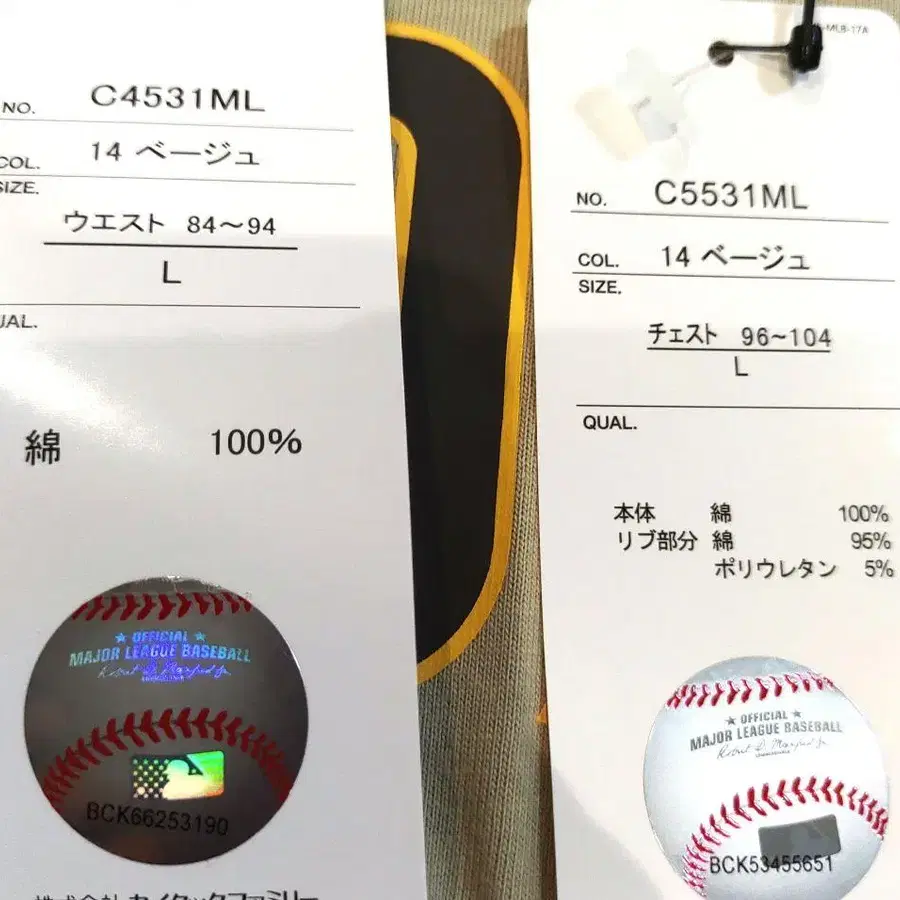 NO. C4531ML
COL. 14 ベージュ
SIZE.
ウエスト 84〜94
L
UAL.
綿 100%
OFFICIAL
MAJOR LEAGUE BASEBALL
BCK66253190
MLB-17A
NO. C5531ML
COL. 14 ベージュ
SIZE.
チェスト 96~104
L
QUAL.
本体 綿 100%
リブ部分 綿 95%
ポリウレタン 5%
OFFICIAL
MAJOR LEAGUE BASEBALL
BCK53455651